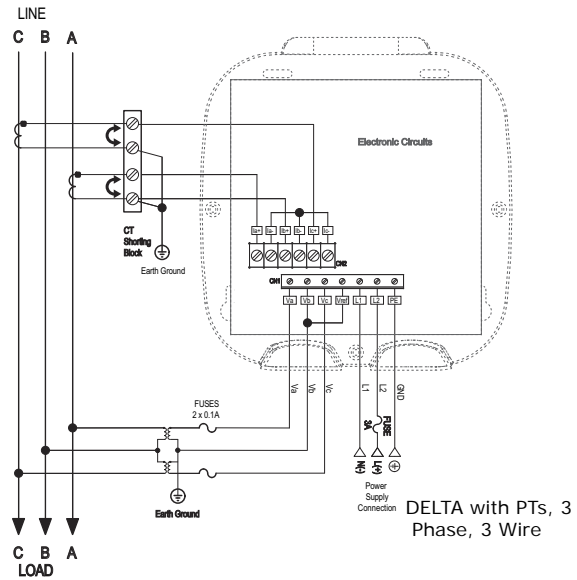 LINE
C B A
Electronic Circuits
CT
Shorting
Block
Earth Ground
Ia+ Ia- Ib+ Ib- Ic+ Ic-
CN2
CN1
Va Vb Vc Vref L1 L2 PE
Va Vb Vc L1 L2 GND
FUSES
2 x 0.1A
FUSE
3A
N(-) L(+)
Power
Supply
Connection
Earth Ground
DELTA with PTs, 3
Phase, 3 Wire
C B A
LOAD